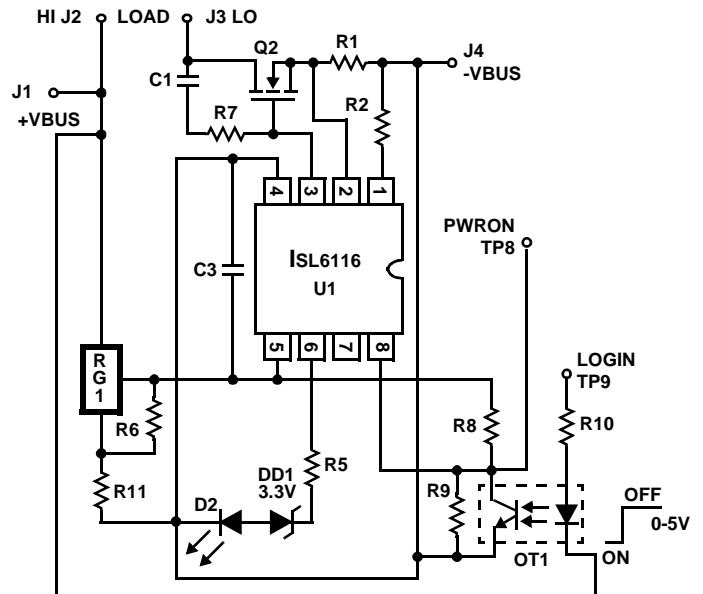 HI J2 LOAD J3 LO
Q2
R1
J4
-VBUS
J1
+VBUS
C1
R2
R7
4 3 2 1
PWRON
TP8
ISL6116
U1
C3
5 6 7 8
LOGIN
TP9
RG1
R6
R8
R10
R11
D2
DD1
3.3V
R5
R9
OFF
0-5V
ON
OT1